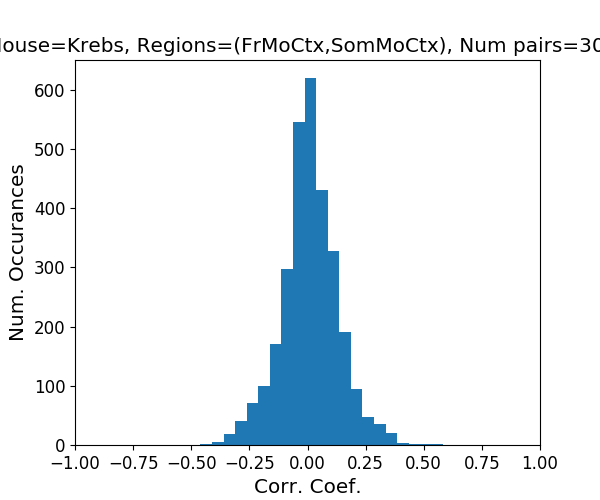 ouse=Krebs, Regions=(FrMoCtx,SomMoCtx), Num pairs=30
600
500
400
300
200
100
0
Num. Occurances
−1.00 −0.75 −0.50 −0.25 0.00 0.25 0.50 0.75 1.00
Corr. Coef.